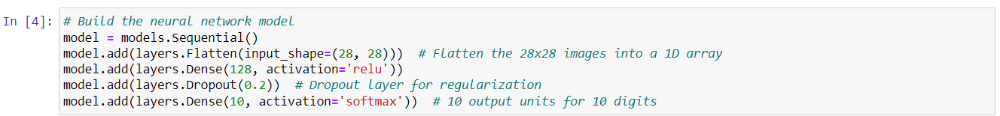 In [4]: # Build the neural network model
model = models.Sequential()
model.add(layers.Flatten(input_shape=(28, 28)))  # Flatten the 28x28 images into a 1D array
model.add(layers.Dense(128, activation='relu'))
model.add(layers.Dropout(0.2))  # Dropout layer for regularization
model.add(layers.Dense(10, activation='softmax'))  # 10 output units for 10 digits